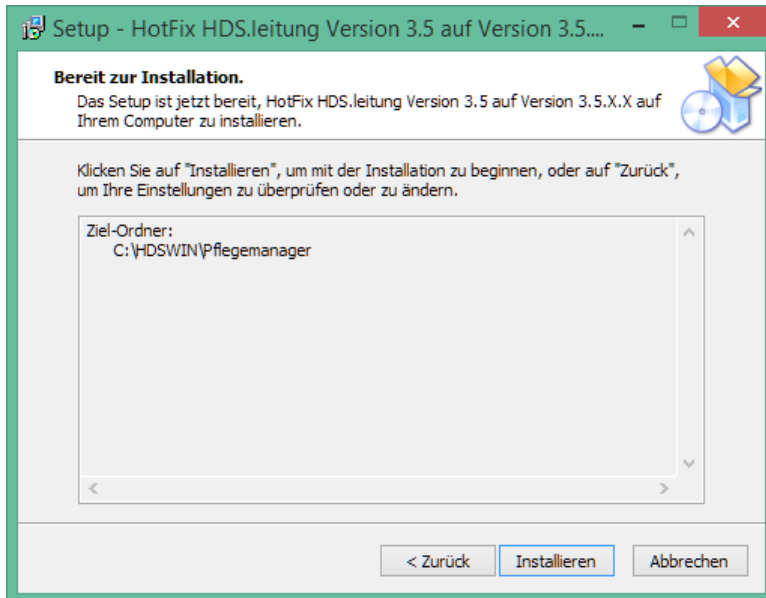 Setup - HotFix HDS.leitung Version 3.5 auf Version 3.5....
Bereit zur Installation.
Das Setup ist jetzt bereit, HotFix HDS.leitung Version 3.5 auf Version 3.5.X.X auf
Ihrem Computer zu installieren.
Klicken Sie auf "Installieren", um mit der Installation zu beginnen, oder auf "Zurück",
um Ihre Einstellungen zu überprüfen oder zu ändern.
Ziel-Ordner:
C:\HDSWIN\Pflegemanager
< Zurück
Installieren
Abbrechen